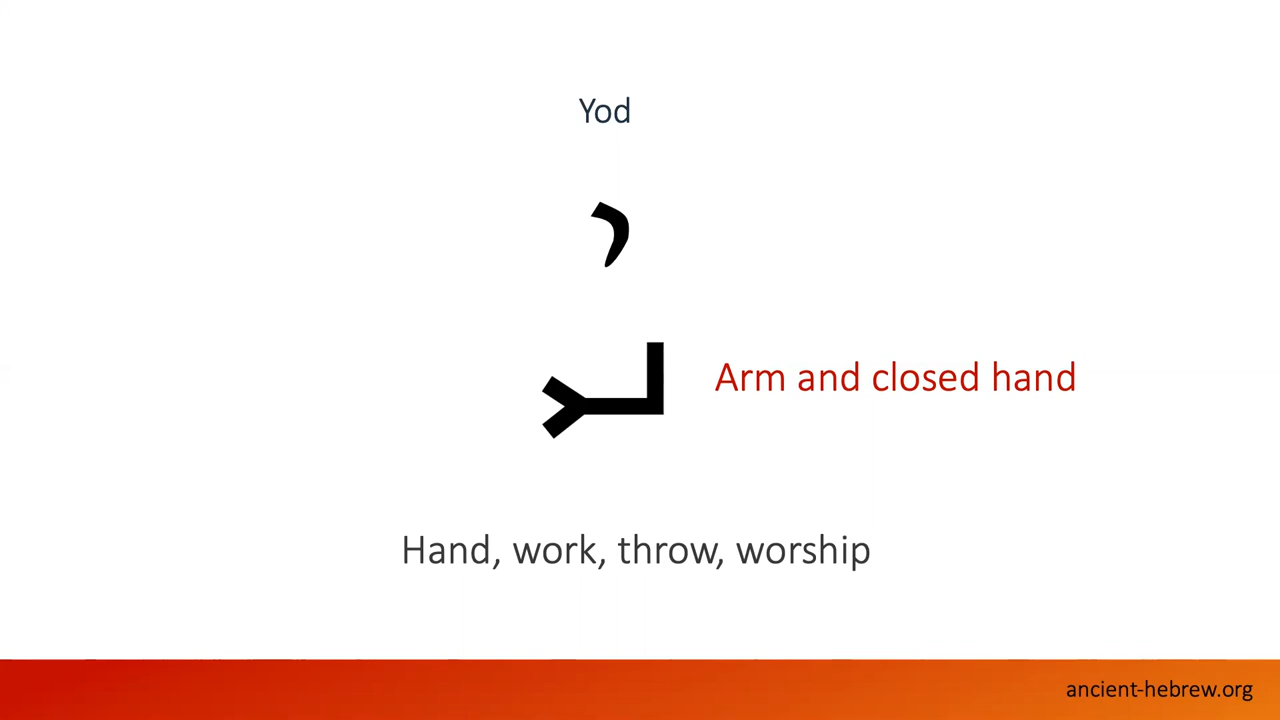 Yod
י
Arm and closed hand
Hand, work, throw, worship
ancient-hebrew.org